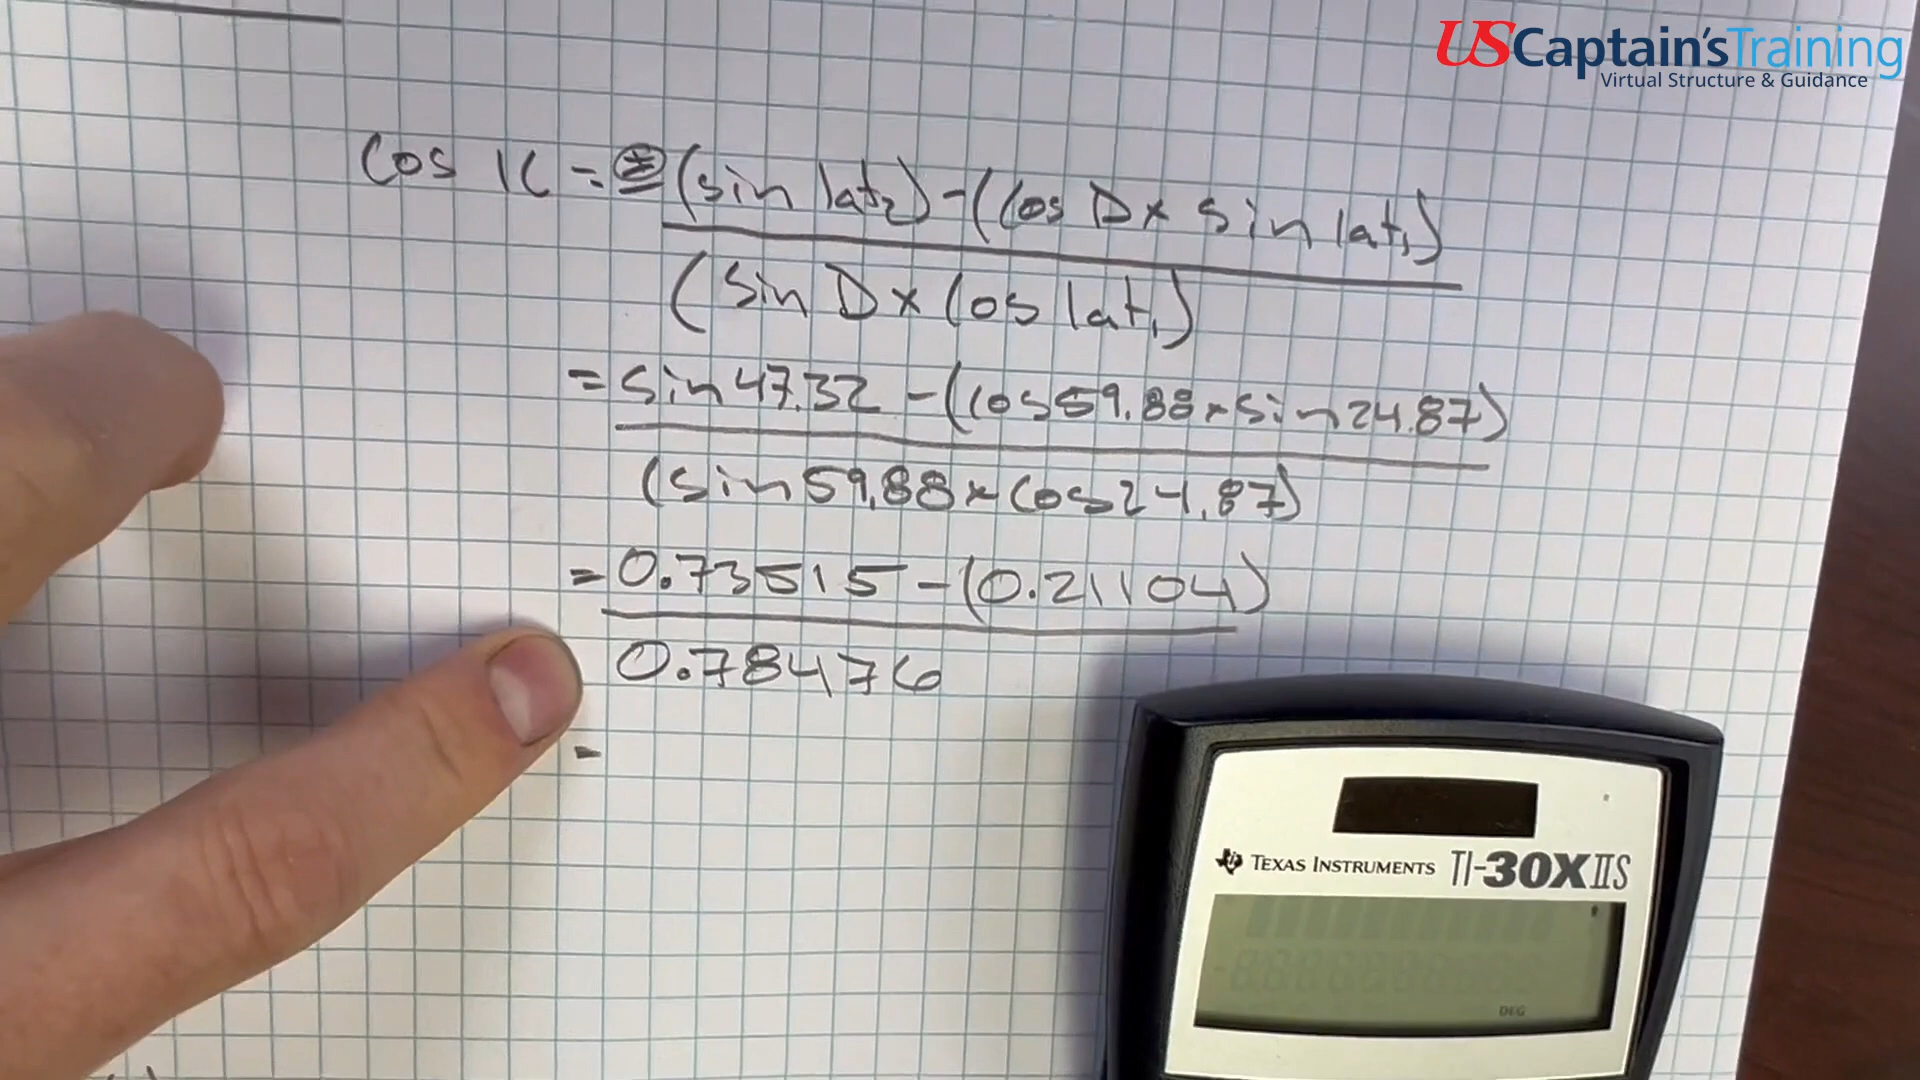 US Captain'sTraining
Virtual Structure & Guidance
Cos IC = ± (sin lat₂) - (Cos D x sin lat₁)
(sin D x Cos lat₁)
= sin 47.32 - (cos 59.88 x sin 24.87)
(sin 59.88 x Cos 24.87)
= 0.73515 - (0.21104)
0.78476
-
TEXAS INSTRUMENTS TI-30XIIS
DEG